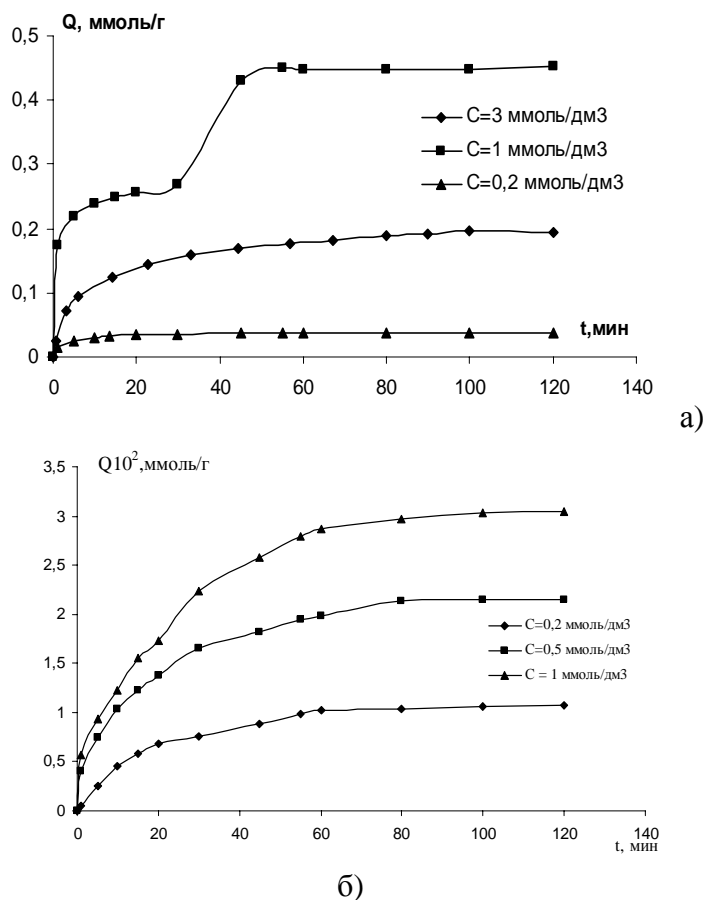 Q, ммоль/г
0,5
0,4
0,3
0,2
0,1
0
C=3 ммоль/дм3
C=1 ммоль/дм3
C=0,2 ммоль/дм3
t,мин
0 20 40 60 80 100 120 140
а)
Q10²,ммоль/г
3,5
3
2,5
2
1,5
1
0,5
0
C=0,2 ммоль/дм3
C=0,5 ммоль/дм3
C = 1 ммоль/дм3
0 20 40 60 80 100 120 140
t, мин
б)